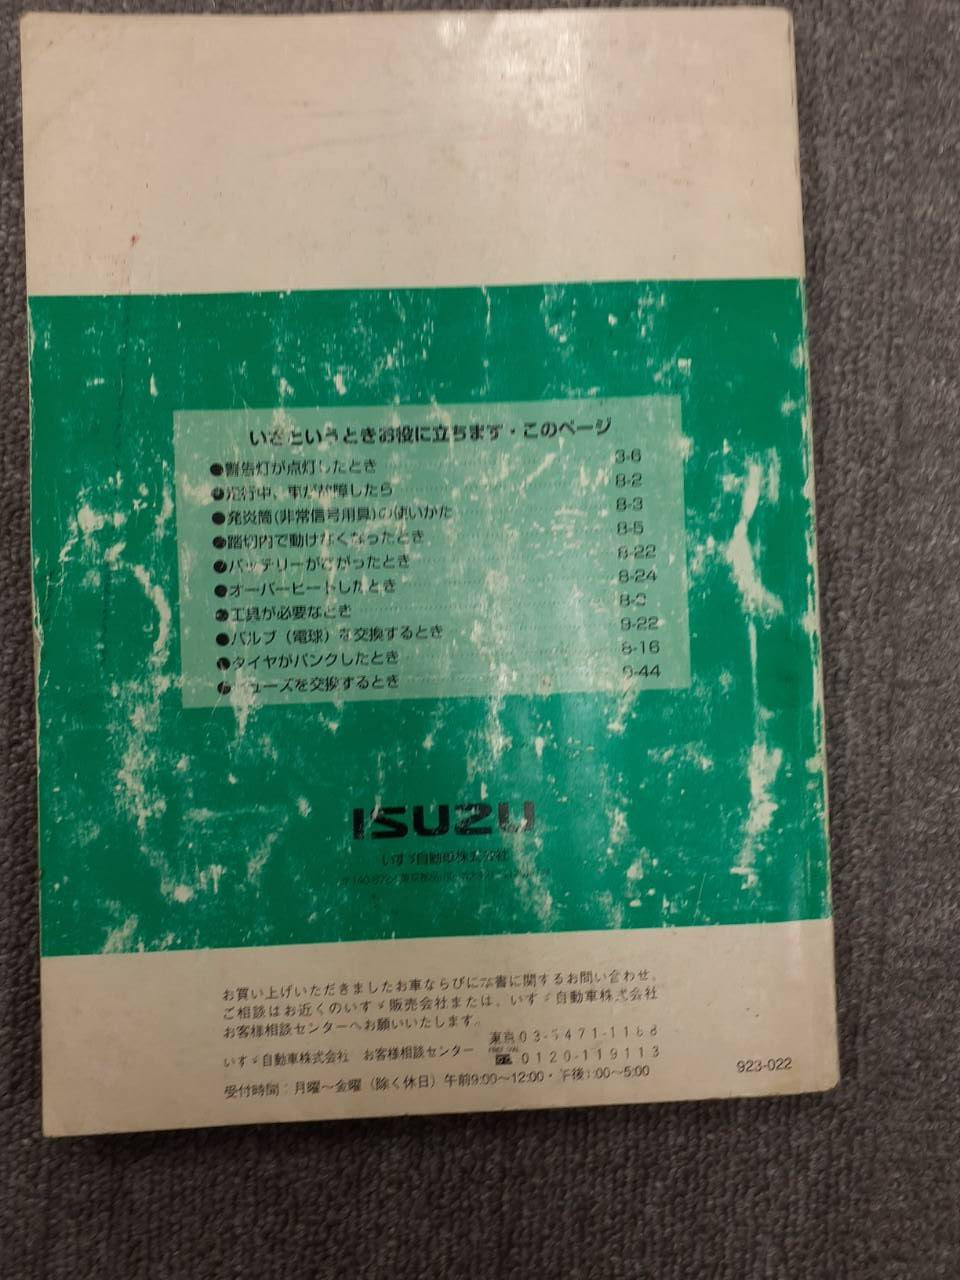 いざというときお役に立ちます・このページ
●警告灯が点灯したとき 3-6
●走行中、車が故障したら 8-2
●発炎筒(非常信号用具)の使いかた 8-3
●踏切内で動けなくなったとき 8-5
●バッテリーがあがったとき 8-22
●オーバーヒートしたとき 8-24
●工具が必要なとき
●バルブ（電球）を交換するとき 9-22
●タイヤがパンクしたとき 8-16
●ヒューズを交換するとき 9-44
ISUZU
いすゞ自動車株式会社
お買い上げいただきましたお車ならびに本書に関するお問い合わせ、
ご相談はお近くのいすゞ販売会社または、いすゞ自動車株式会社
お客様相談センターへお願いいたします。
東京03-5471-1168
いすゞ自動車株式会社 お客様相談センター 0120-119113
受付時間：月曜〜金曜（除く休日）午前9:00〜12:00・午後1:00〜5:00
923-022